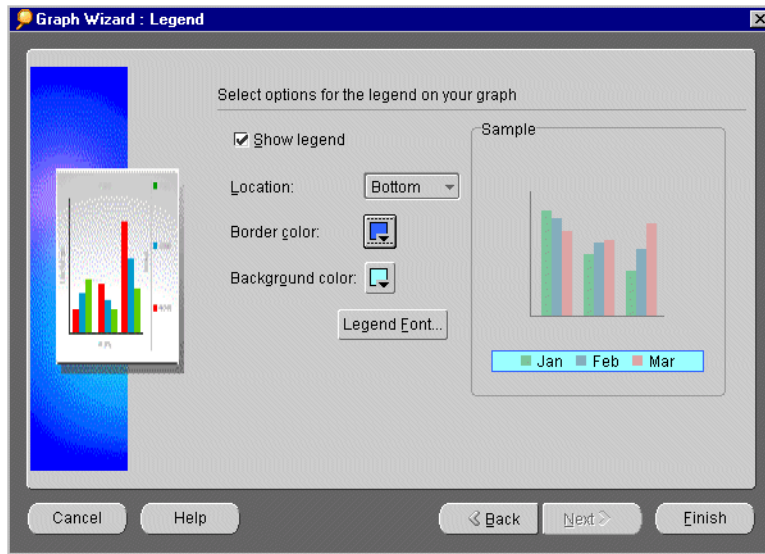 Graph Wizard : Legend
Select options for the legend on your graph
Show legend
Location: Bottom
Border color:
Background color:
Legend Font...
Sample
Jan Feb Mar
Cancel Help Back Next Finish